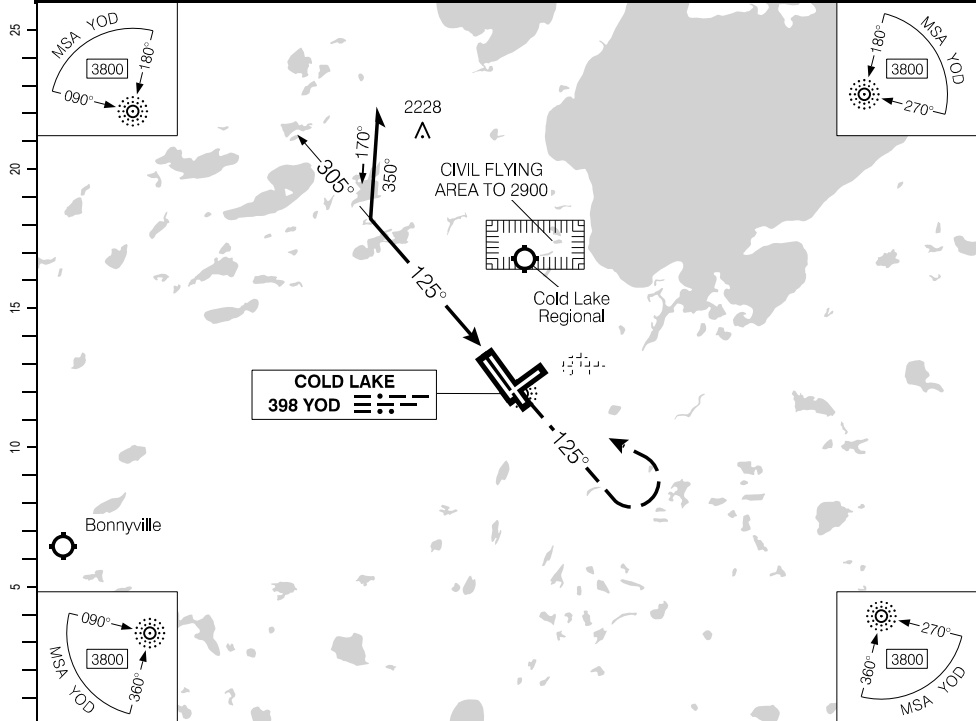 25
20
15
10
5
MSA YOD
3800
180°
090°
MSA YOD
3800
180°
270°
2228
170°
350°
305°
CIVIL FLYING
AREA TO 2900
Cold Lake
Regional
125°
COLD LAKE
398 YOD
125°
Bonnyville
090°
3800
360°
MSA YOD
270°
3800
360°
MSA YOD